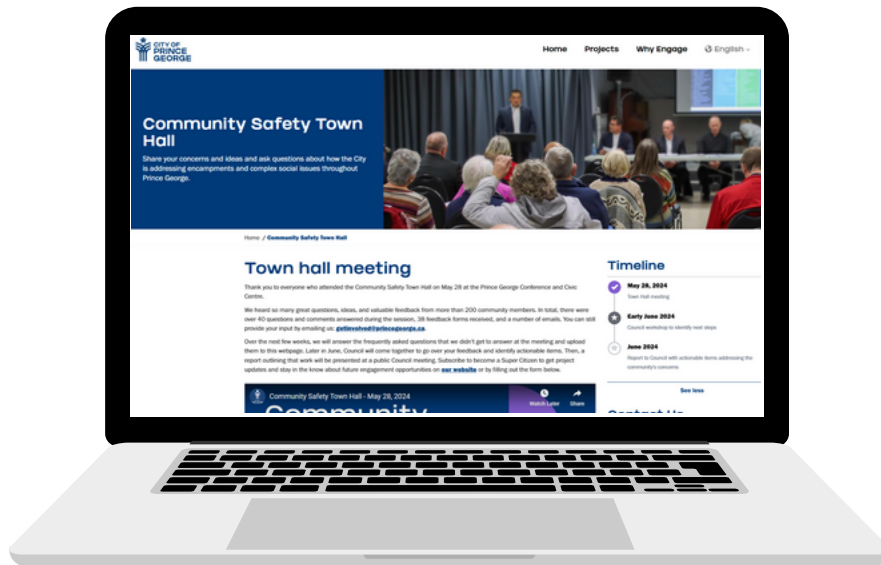 CITY OF
PRINCE
GEORGE
Home Projects Why Engage English
Community Safety Town
Hall
Share your concerns and ideas and ask questions about how the City
is addressing encampments and complex social issues throughout
Prince George.
Home / Community Safety Town Hall
Town hall meeting
Thank you to everyone who attended the Community Safety Town Hall on May 28 at the Prince George Conference and Civic
Centre.
We heard so many great questions, ideas, and valuable feedback from more than 200 community members. In total, there were
over 40 questions and comments answered during the session, 38 feedback forms received, and a number of emails. You can still
provide your input by emailing us: getinvolved@princegeorge.ca.
Over the next few weeks, we will answer the frequently asked questions that we didn't get to answer at the meeting and upload
them to this webpage. Later in June, Council will come together to go over your feedback and identify actionable items. Then, a
report outlining that work will be presented at a public Council meeting. Subscribe to become a Super Citizen to get project
updates and stay in the know about future engagement opportunities on our website or by filling out the form below.
Community Safety Town Hall - May 28, 2024
Watch Later Share
Community
Timeline
May 28, 2024
Town Hall meeting
Early June 2024
Council workshop to identify next steps
June 2024
Report to Council with actionable items addressing the
community's concerns
See less
Contact Us